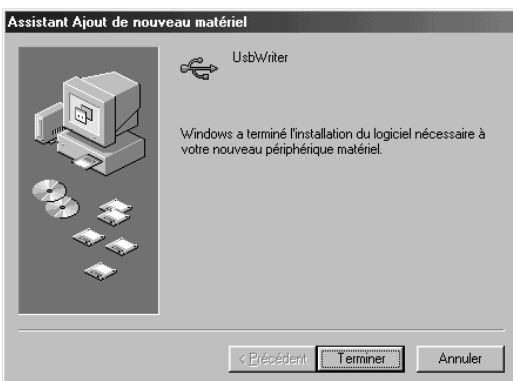 Assistant Ajout de nouveau matériel
UsbWriter
Windows a terminé l'installation du logiciel nécessaire à
votre nouveau périphérique matériel.
< Précédent
Terminer
Annuler